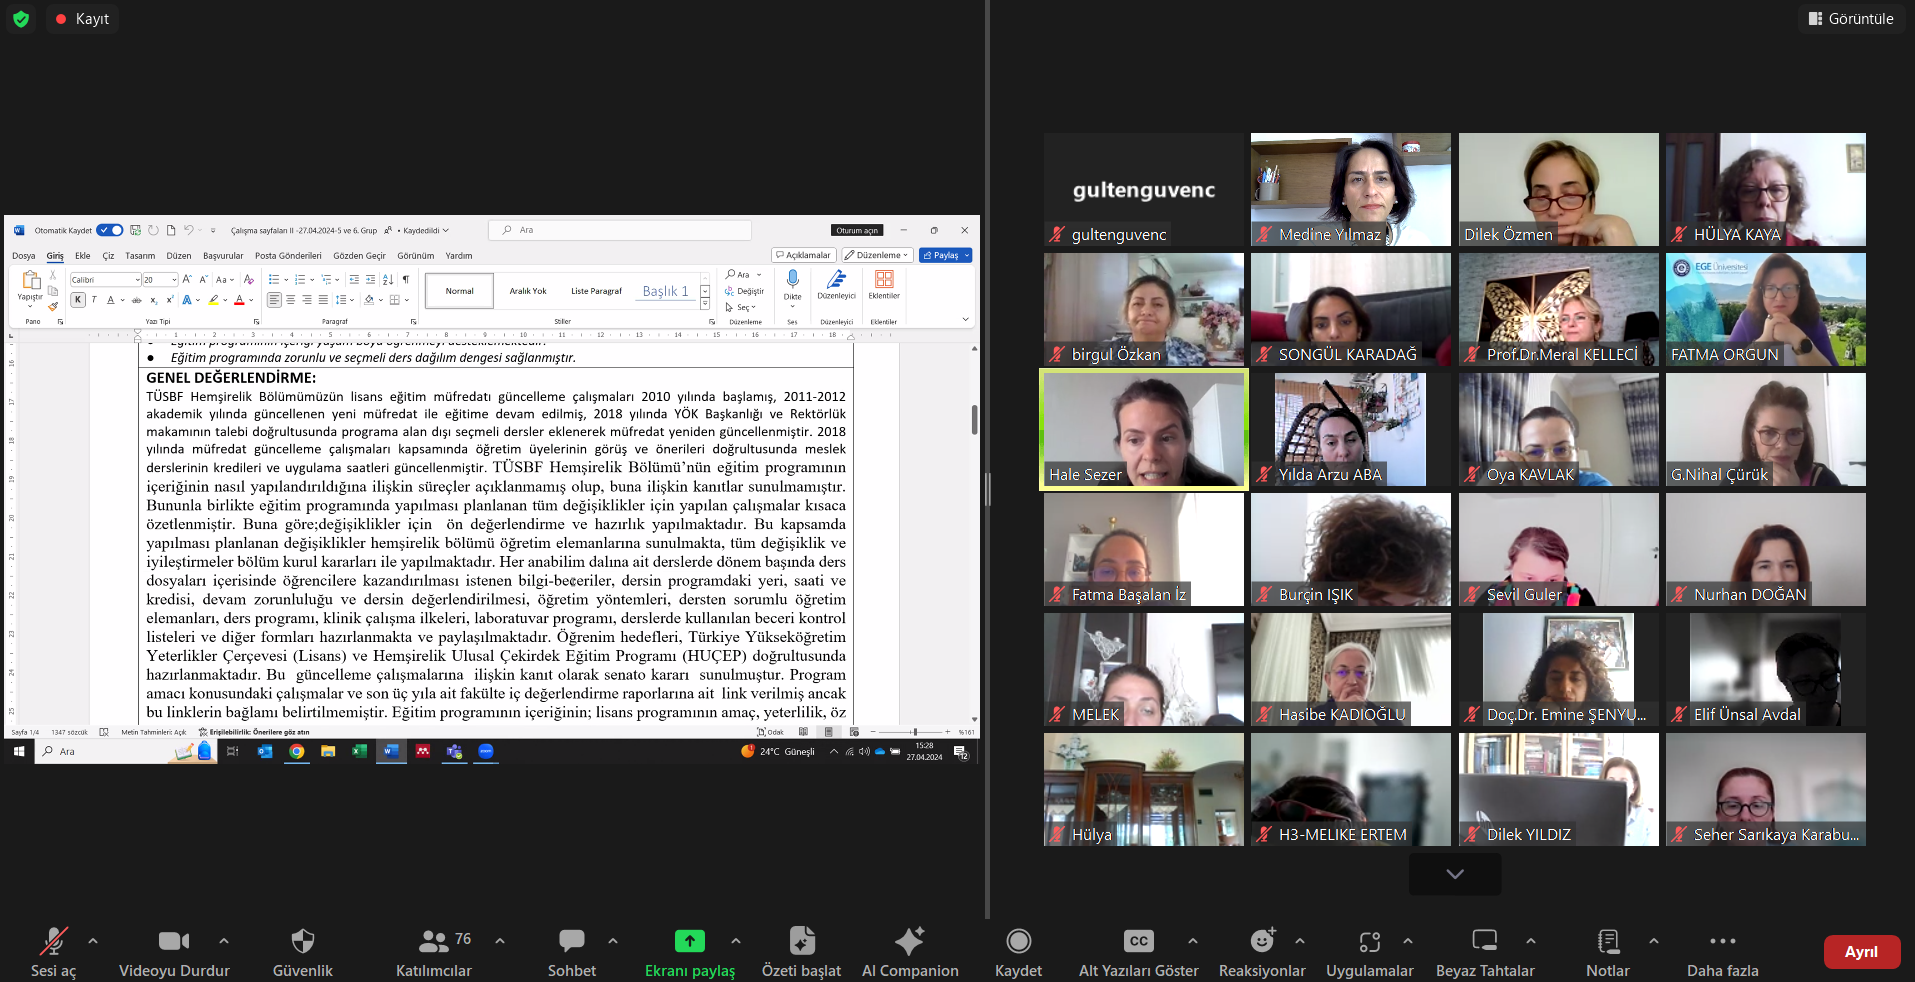 Kayıt
Görüntüle
Otomatik Kaydet
Çalışma sayfaları II -27.04.2024-5 ve 6. Grup
• Kaydedildi
Ara
Oturum açın
Dosya Giriş Ekle Çiz Tasarım Düzen Başvurular Posta Gönderileri Gözden Geçir Görünüm Yardım
Açıklamalar
Düzenleme
Paylaş
Yapıştır
Calibri
20
K T A
Normal
Aralık Yok
Liste Paragraf
Başlık 1
Ara
Değiştir
Seç
Dikte
Düzenleyici
Eklentiler
Pano
Yazı Tipi
Paragraf
Stiller
Düzenleme
Ses
Düzenleyici
Eklentiler
• Eğitim programının içeriği yaşam boyu öğrenmeyi desteklemektedir.
• Eğitim programında zorunlu ve seçmeli ders dağılım dengesi sağlanmıştır.
GENEL DEĞERLENDİRME:
TÜSBF Hemşirelik Bölümümüzün lisans eğitim müfredatı güncelleme çalışmaları 2010 yılında başlamış, 2011-2012
akademik yılında güncellenen yeni müfredat ile eğitime devam edilmiş, 2018 yılında YÖK Başkanlığı ve Rektörlük
makamının talebi doğrultusunda programa alan dışı seçmeli dersler eklenerek müfredat yeniden güncellenmiştir. 2018
yılında müfredat güncelleme çalışmaları kapsamında öğretim üyelerinin görüş ve önerileri doğrultusunda meslek
derslerinin kredileri ve uygulama saatleri güncellenmiştir. TÜSBF Hemşirelik Bölümü’nün eğitim programının
içeriğinin nasıl yapılandırıldığına ilişkin süreçler açıklanmamış olup, buna ilişkin kanıtlar sunulmamıştır.
Bununla birlikte eğitim programında yapılması planlanan tüm değişiklikler için yapılan çalışmalar kısaca
özetlenmiştir. Buna göre;değişiklikler için ön değerlendirme ve hazırlık yapılmaktadır. Bu kapsamda
yapılması planlanan değişiklikler hemşirelik bölümü öğretim elemanlarına sunulmakta, tüm değişiklik ve
iyileştirmeler bölüm kurul kararları ile yapılmaktadır. Her anabilim dalına ait derslerde dönem başında ders
dosyaları içerisinde öğrencilere kazandırılması istenen bilgi-beceriler, dersin programdaki yeri, saati ve
kredisi, devam zorunluluğu ve dersin değerlendirilmesi, öğretim yöntemleri, dersten sorumlu öğretim
elemanları, ders programı, klinik çalışma ilkeleri, laboratuvar programı, derslerde kullanılan beceri kontrol
listeleri ve diğer formları hazırlanmakta ve paylaşılmaktadır. Öğrenim hedefleri, Türkiye Yükseköğretim
Yeterlikler Çerçevesi (Lisans) ve Hemşirelik Ulusal Çekirdek Eğitim Programı (HUÇEP) doğrultusunda
hazırlanmaktadır. Bu güncelleme çalışmalarına ilişkin kanıt olarak senato kararı sunulmuştur. Program
amacı konusundaki çalışmalar ve son üç yıla ait fakülte iç değerlendirme raporlarına ait link verilmiş ancak
bu linklerin bağlamı belirtilmemiştir. Eğitim programının içeriğinin; lisans programının amaç, yeterlilik, öz
Sayfa 1/4
1347 sözcük
Metin Tahminleri: Açık
Erişilebilirlik: Önerilere göz atın
Odak
%161
Ara
24°C Güneşli
15:28
27.04.2024
12
gultenguvenc
gultenguvenc
Medine Yılmaz
Dilek Özmen
HÜLYA KAYA
birgul Özkan
SONGÜL KARADAĞ
Prof.Dr.Meral KELLECİ
EGE Üniversitesi
FATMA ORGUN
Hale Sezer
Yılda Arzu ABA
Oya KAVLAK
G.Nihal Çürük
Fatma Başalan İz
Burçin IŞIK
Sevil Guler
Nurhan DOĞAN
MELEK
Hasibe KADIOĞLU
Doç.Dr. Emine ŞENYU...
Elif Ünsal Avdal
Hülya
H3-MELIKE ERTEM
Dilek YILDIZ
Seher Sarıkaya Karabu...
Sesi aç
Videoyu Durdur
Güvenlik
76
Katılımcılar
Sohbet
Ekranı paylaş
Özeti başlat
AI Companion
Kaydet
CC
Alt Yazıları Göster
Reaksiyonlar
Uygulamalar
Beyaz Tahtalar
Notlar
Daha fazla
Ayrıl